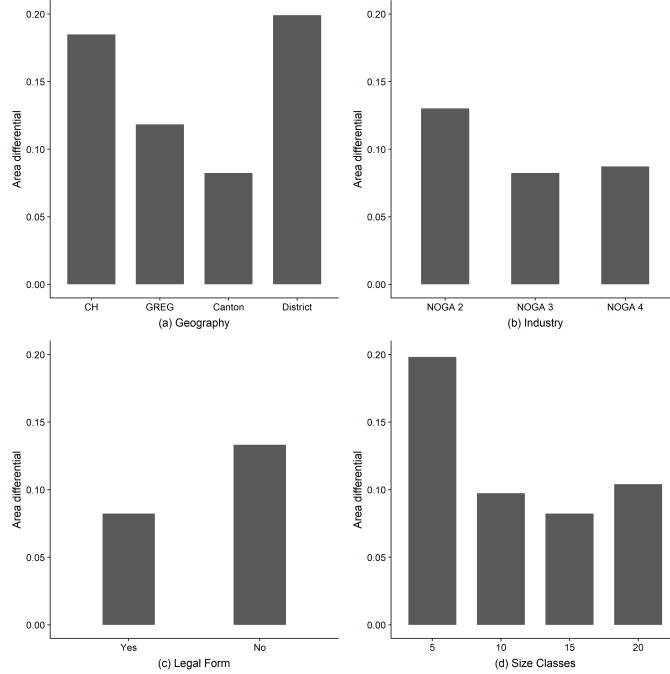 Area differential
0.20
0.15
0.10
0.05
0.00
CH GREG Canton District
(a) Geography
Area differential
0.20
0.15
0.10
0.05
0.00
NOGA 2 NOGA 3 NOGA 4
(b) Industry
Area differential
0.20
0.15
0.10
0.05
0.00
Yes No
(c) Legal Form
Area differential
0.20
0.15
0.10
0.05
0.00
5 10 15 20
(d) Size Classes